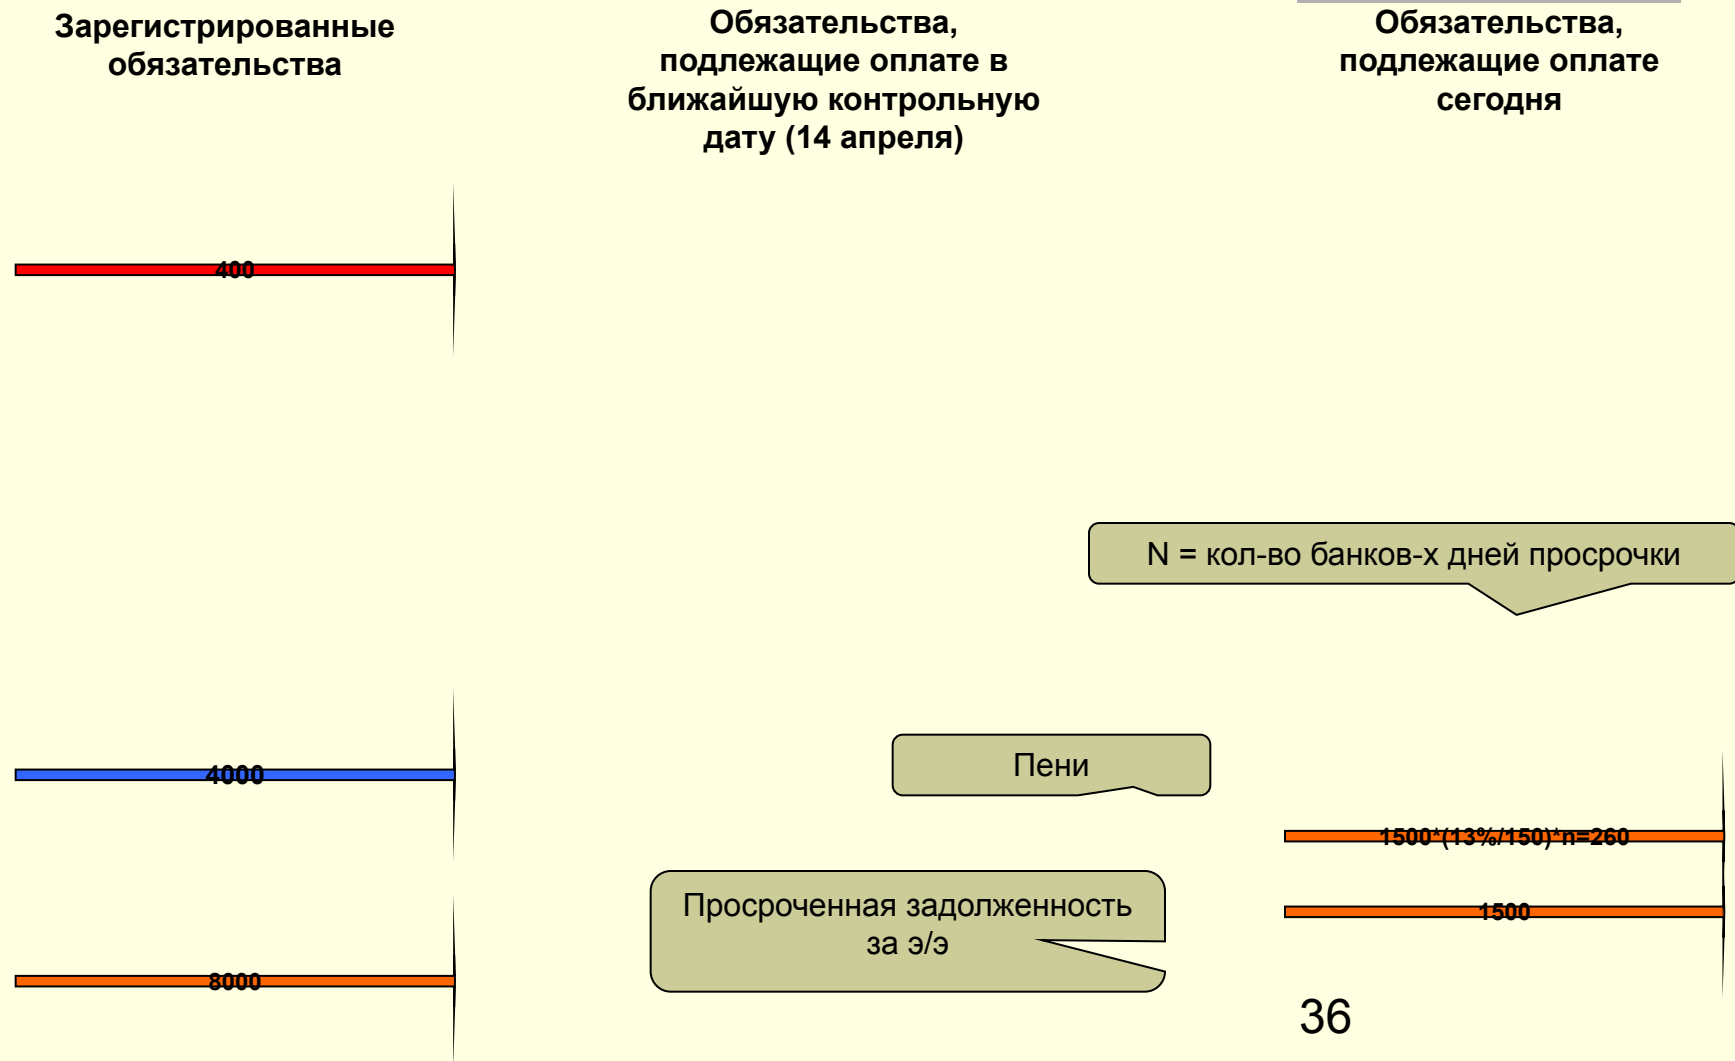 Зарегистрированные
обязательства
Обязательства,
подлежащие оплате в
ближайшую контрольную
дату (14 апреля)
Обязательства,
подлежащие оплате
сегодня
400
N = кол-во банков-х дней просрочки
4000
Пени
1500*(13%/150)*n=260
Просроченная задолженность
за э/э
1500
8000
36